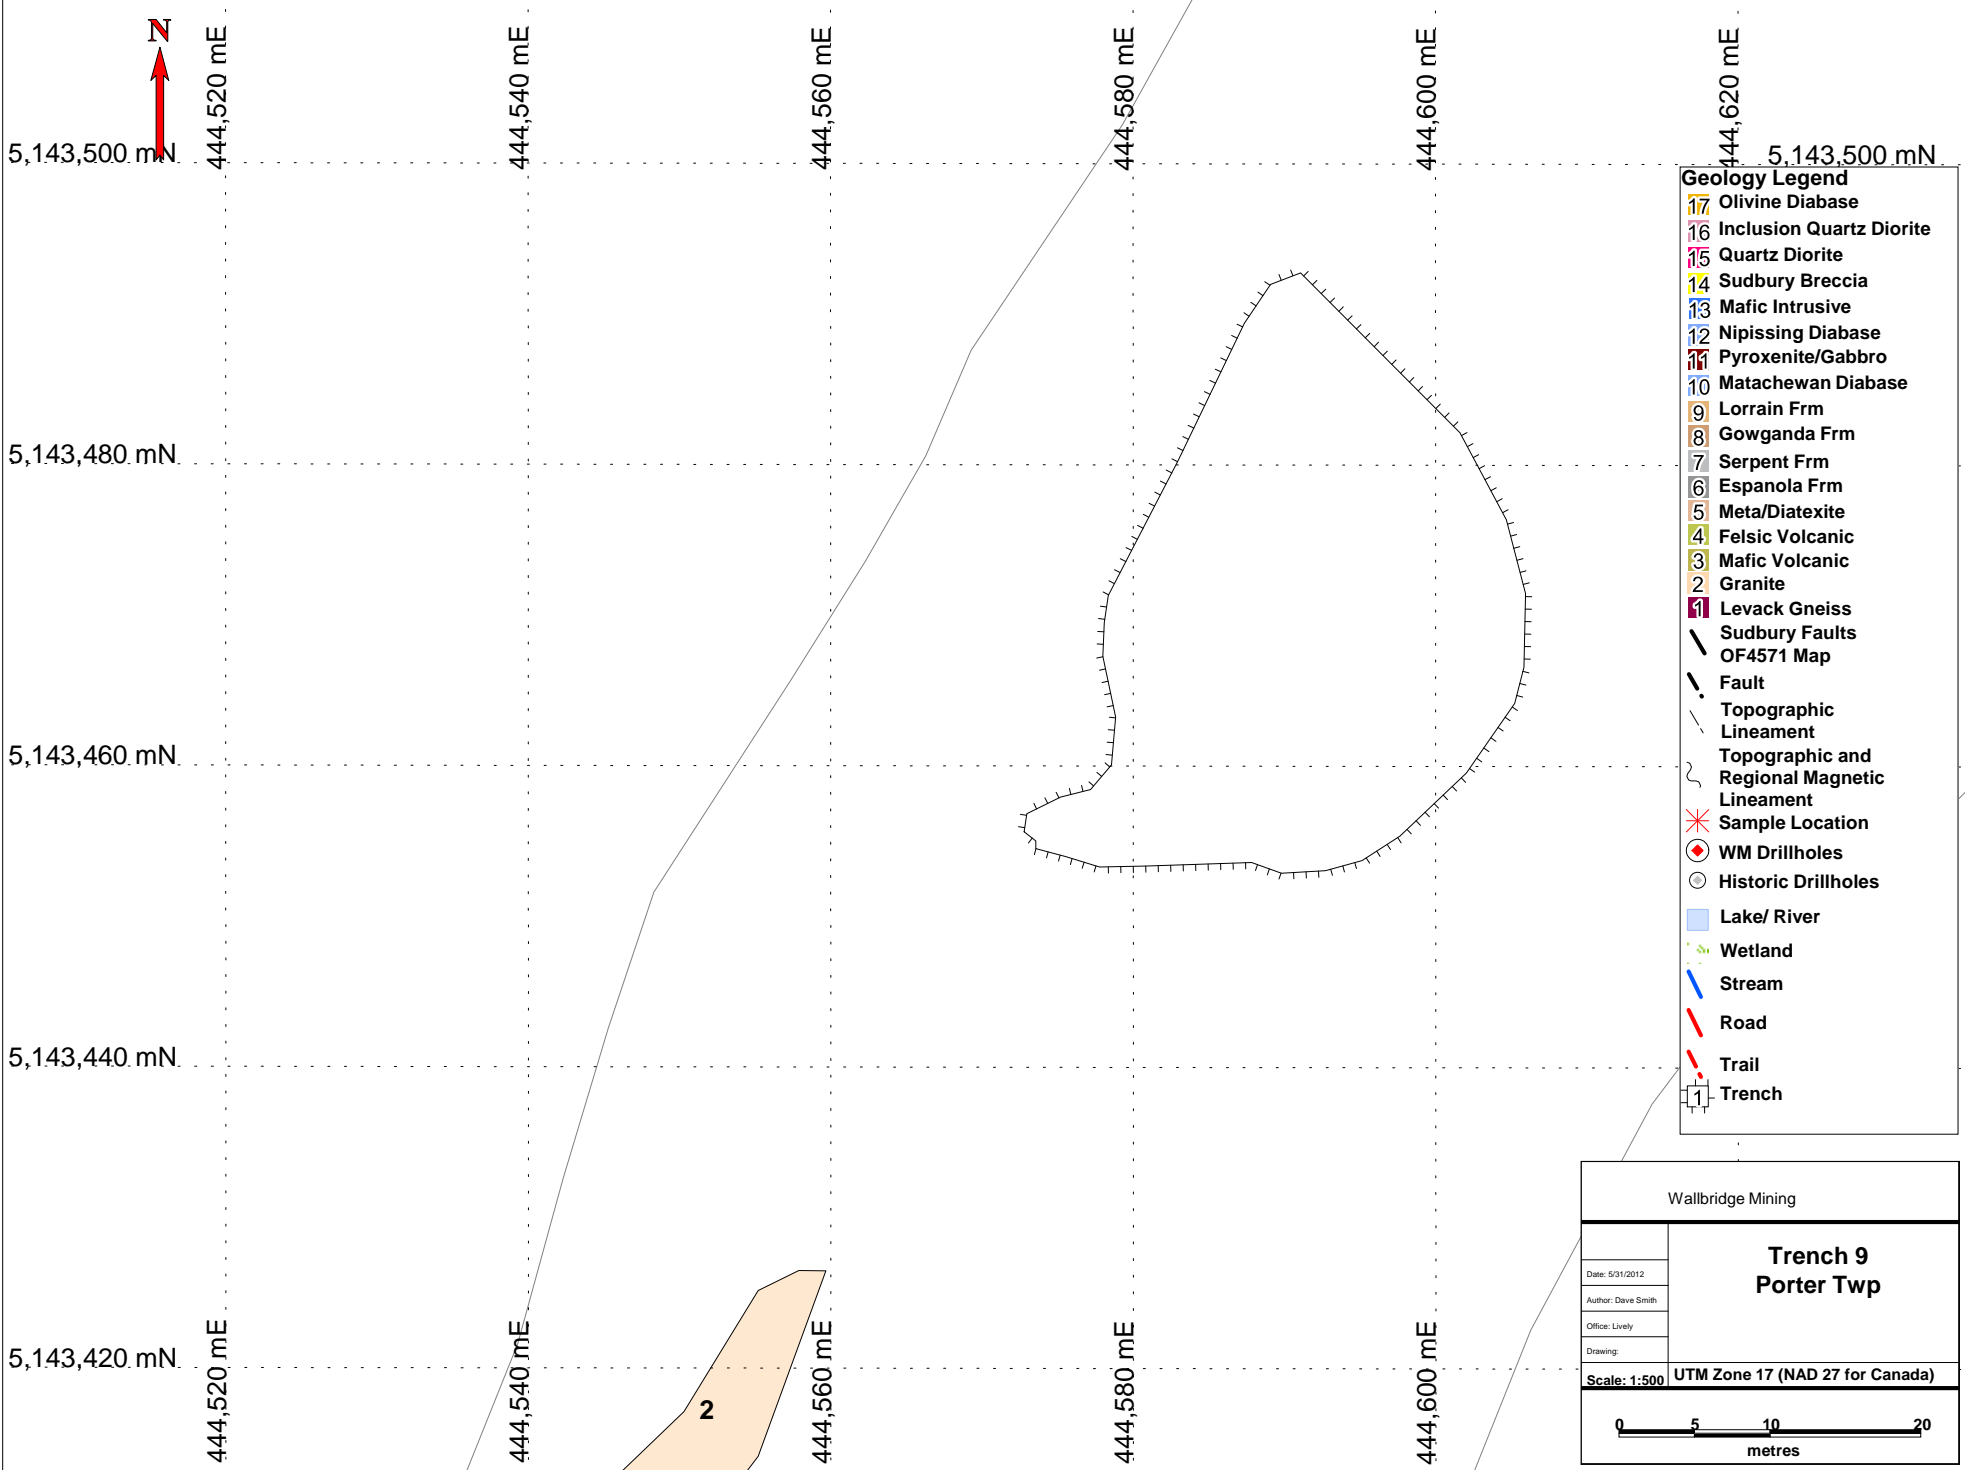 N
444,520 mE
444,540 mE
444,560 mE
444,580 mE
444,600 mE
444,620 mE
5,143,500 mN
5,143,500 mN
5,143,480 mN
5,143,460 mN
5,143,440 mN
5,143,420 mN
444,520 mE
444,540 mE
444,560 mE
444,580 mE
444,600 mE
2
Geology Legend
17 Olivine Diabase
16 Inclusion Quartz Diorite
15 Quartz Diorite
14 Sudbury Breccia
13 Mafic Intrusive
12 Nipissing Diabase
11 Pyroxenite/Gabbro
10 Matachewan Diabase
9 Lorrain Frm
8 Gowganda Frm
7 Serpent Frm
6 Espanola Frm
5 Meta/Diatexite
4 Felsic Volcanic
3 Mafic Volcanic
2 Granite
1 Levack Gneiss
Sudbury Faults
OF4571 Map
Fault
Topographic
Lineament
Topographic and
Regional Magnetic
Lineament
Sample Location
WM Drillholes
Historic Drillholes
Lake/ River
Wetland
Stream
Road
Trail
1 Trench
Wallbridge Mining
Trench 9
Porter Twp
Date: 5/31/2012
Author: Dave Smith
Office: Lively
Drawing:
Scale: 1:500
UTM Zone 17 (NAD 27 for Canada)
0 5 10 20
metres